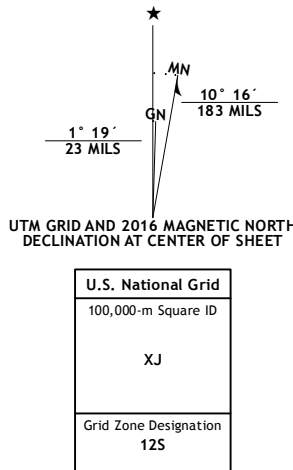 MN
GN
10° 16´
183 MILS
1° 19´
23 MILS
UTM GRID AND 2016 MAGNETIC NORTH
DECLINATION AT CENTER OF SHEET
U.S. National Grid
100,000-m Square ID
XJ
Grid Zone Designation
12S